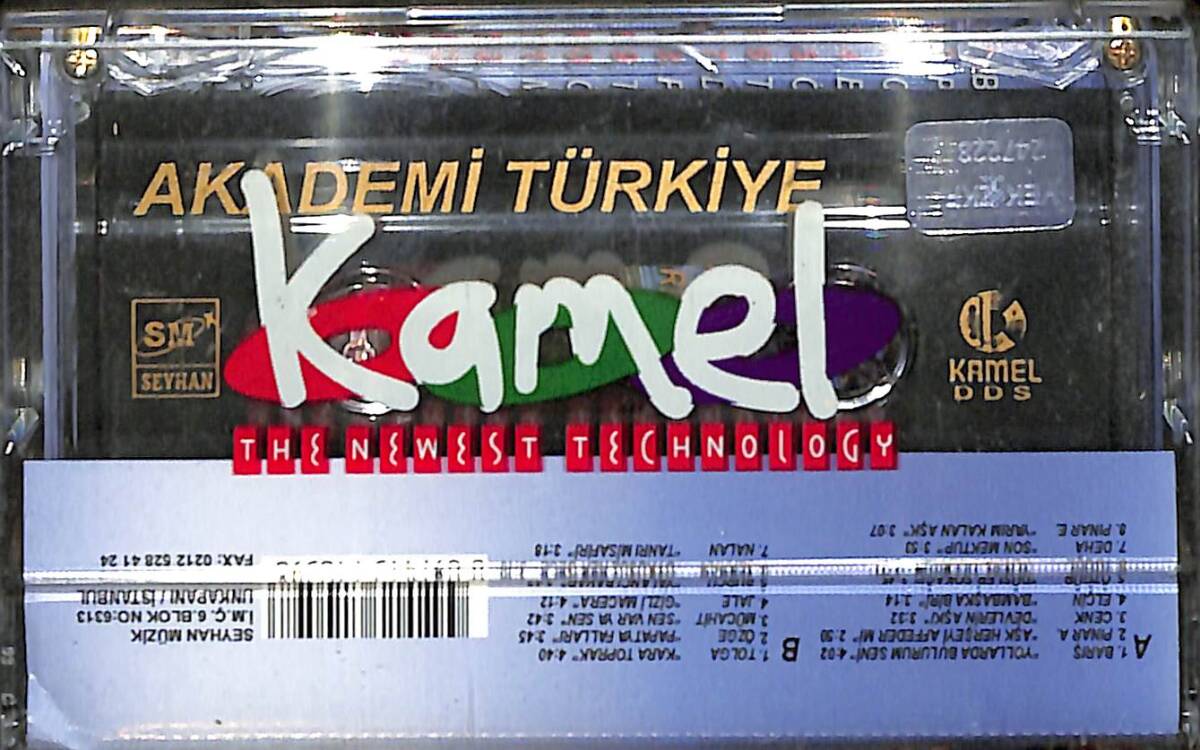 AKADEMİ TÜRKİYE
Kamel
THE NEWEST TECHNOLOGY
SM
SEYHAN
KAMEL
DDS
A
1. BARIŞ "YOLLARDA BULURUM SENİ" 4:02
2. PINAR A. "AŞK HERŞEYİ AFFEDER Mİ" 2:50
3. CENK "DEVLERİN AŞKI" 3:32
4. ELÇİN "BAMBAŞKA BİRİ" 3:14
7. DEHA "SON MEKTUP" 3:53
8. PINAR E. "YARIM KALAN AŞK" 3:07
B
1. TOLGA "KARA TOPRAK" 4:40
2. ÖZGE "PAPATYA FALLARI" 3:45
3. MÜCAHİT "SEN VAR YA SEN" 3:42
4. JALE "GİZLİ MACERA" 4:12
7. NALAN "TANRI MİSAFİRİ" 3:18
SEYHAN MÜZİK
İ.M.Ç. 6.BLOK NO:6313
UNKAPANI / İSTANBUL
FAX: 0212 528 41 24